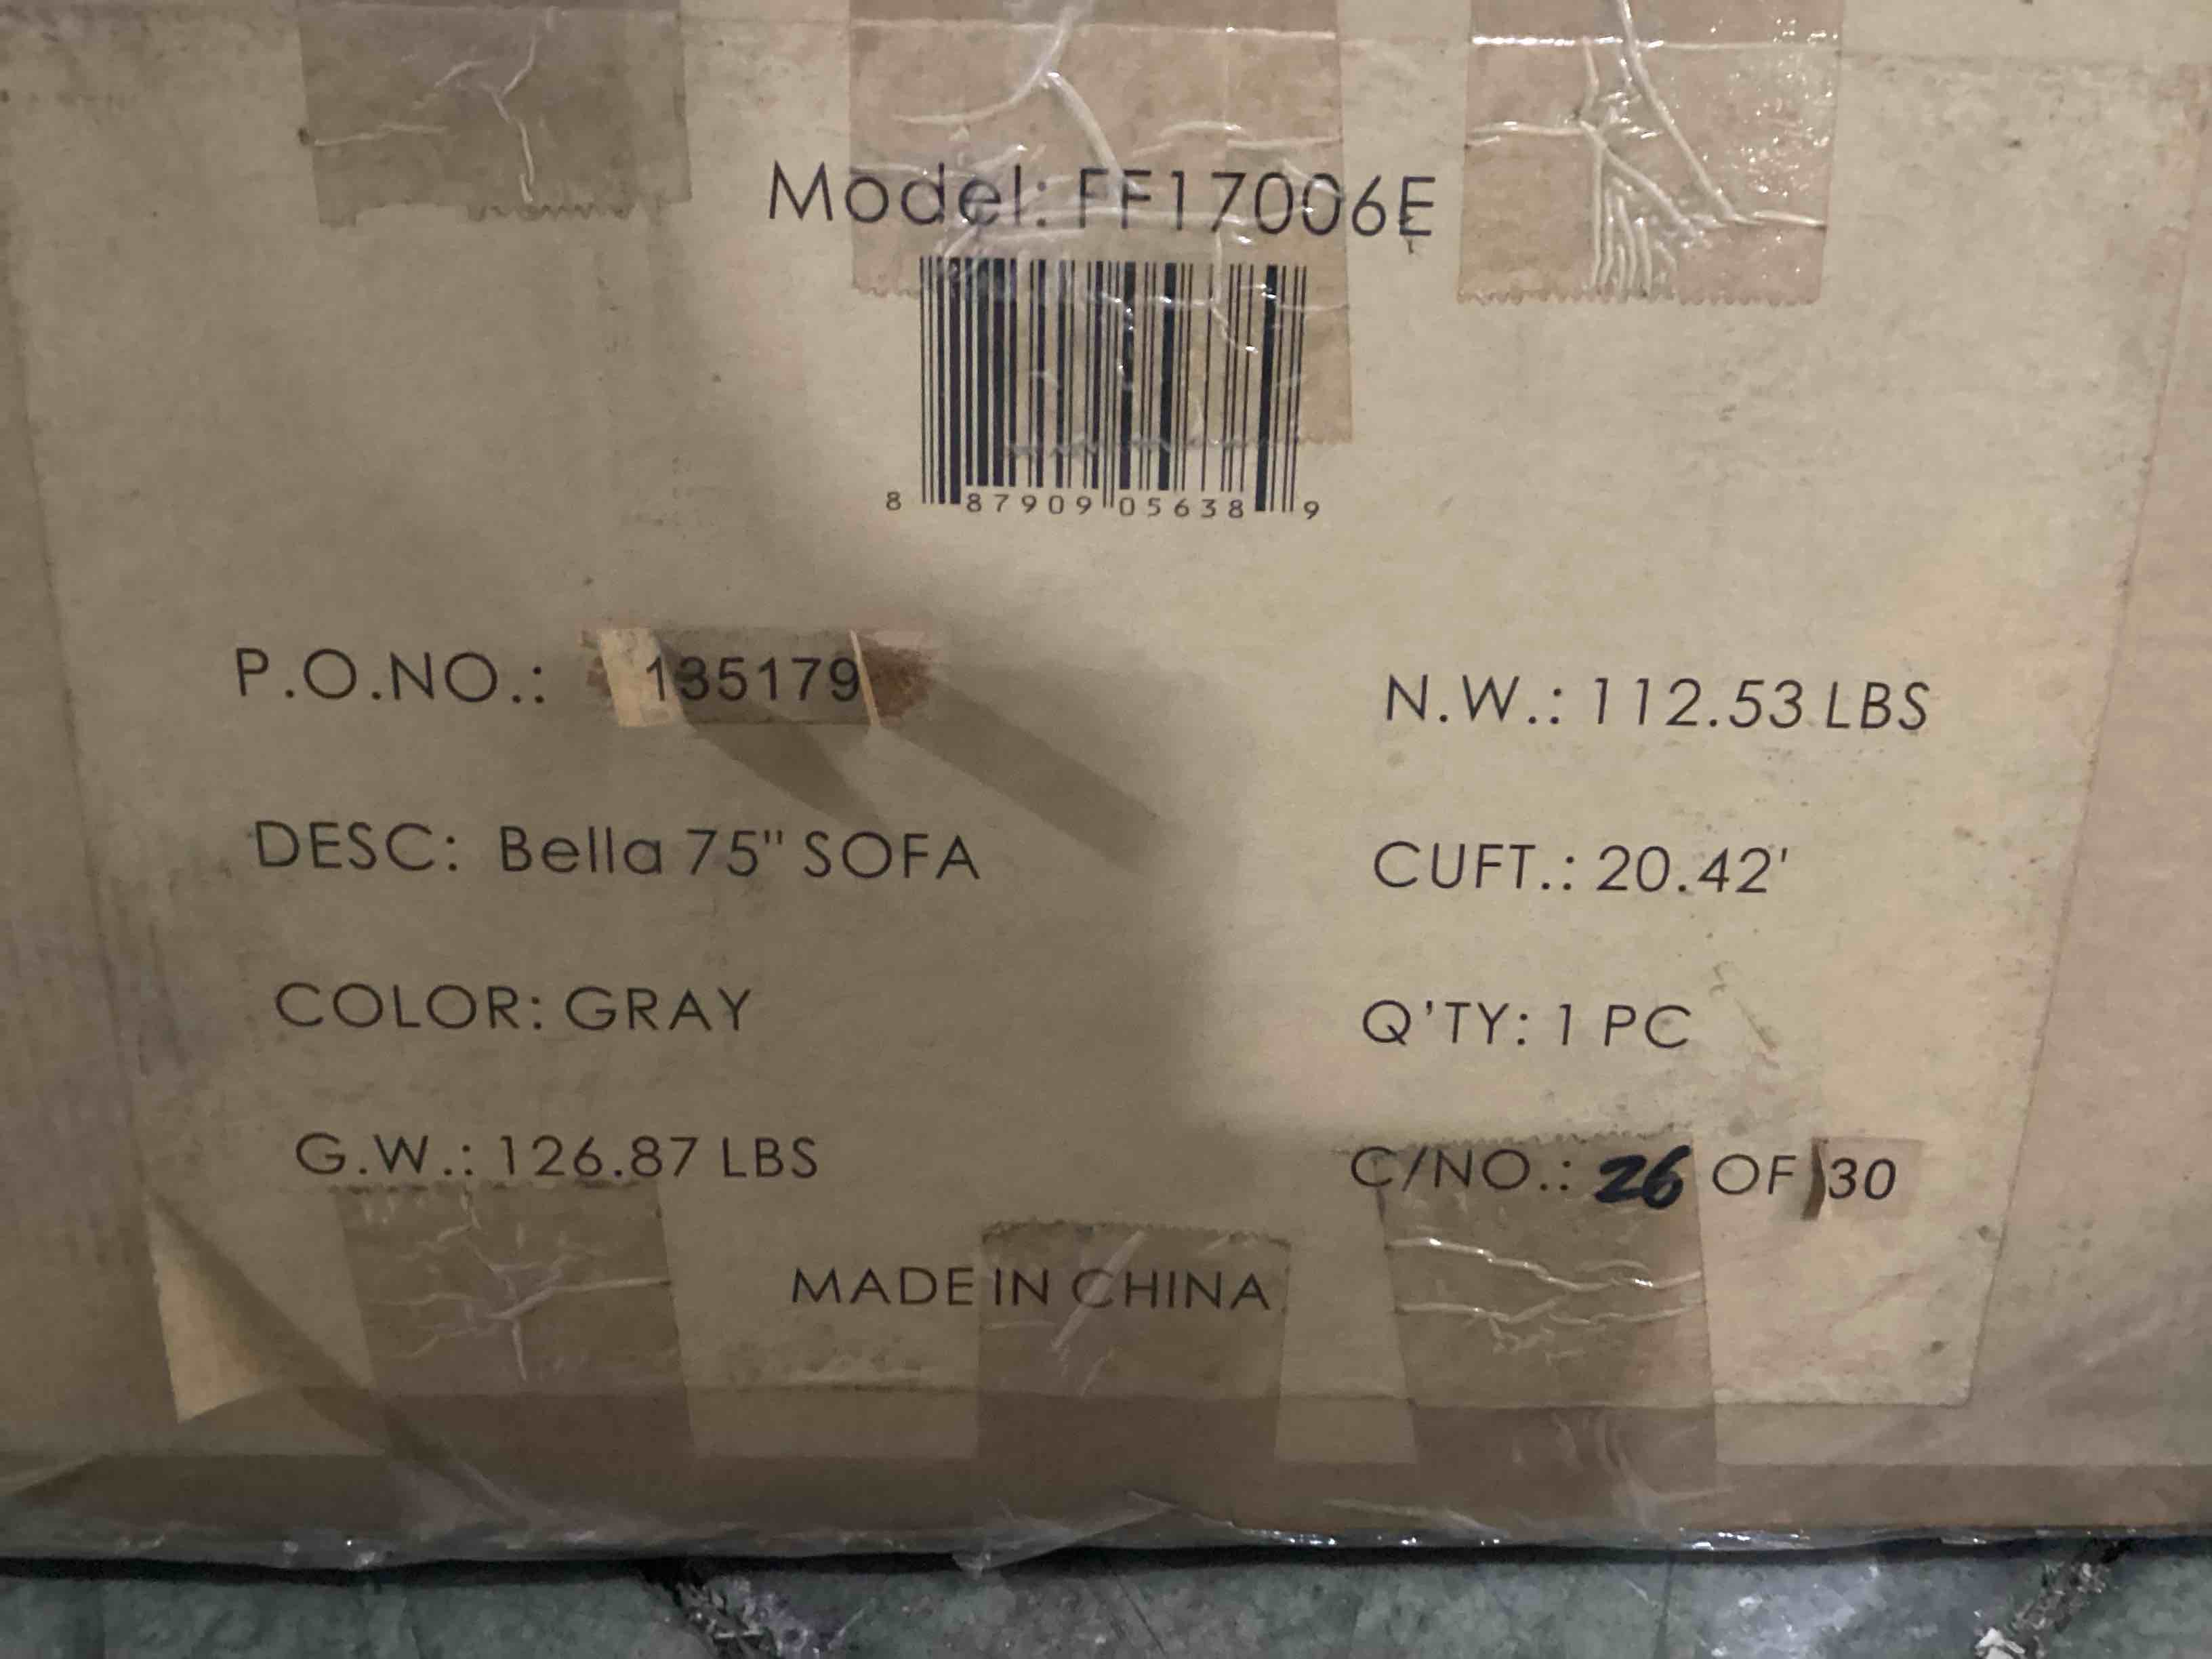 Model: FF17006E
8 87909 05638 9
P.O.NO.: 135179
N.W.: 112.53 LBS
DESC: Bella 75" SOFA
CUFT.: 20.42'
COLOR: GRAY
Q'TY: 1 PC
G.W.: 126.87 LBS
C/NO.: 26 OF 30
MADE IN CHINA